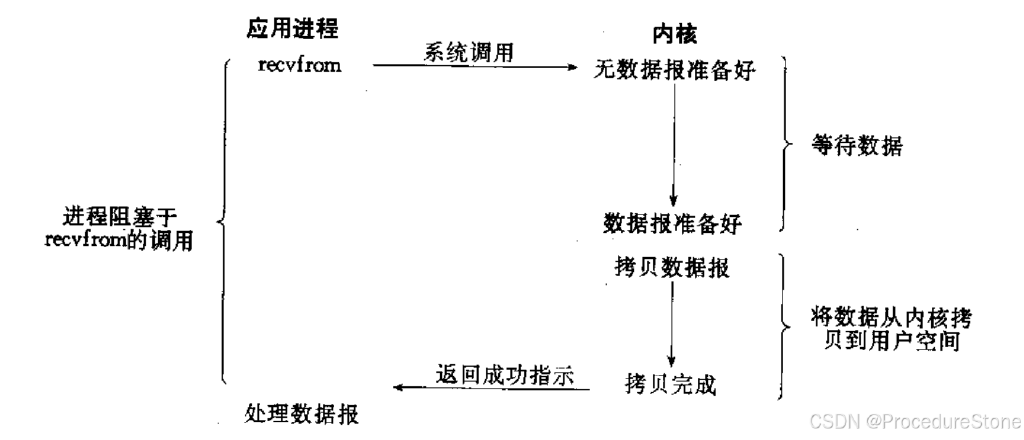 应用进程
内核
recvfrom
系统调用
无数据报准备好
等待数据
进程阻塞于
recvfrom的调用
数据报准备好
拷贝数据报
将数据从内核拷
贝到用户空间
返回成功指示
拷贝完成
处理数据报
CSDN @ProcedureStone